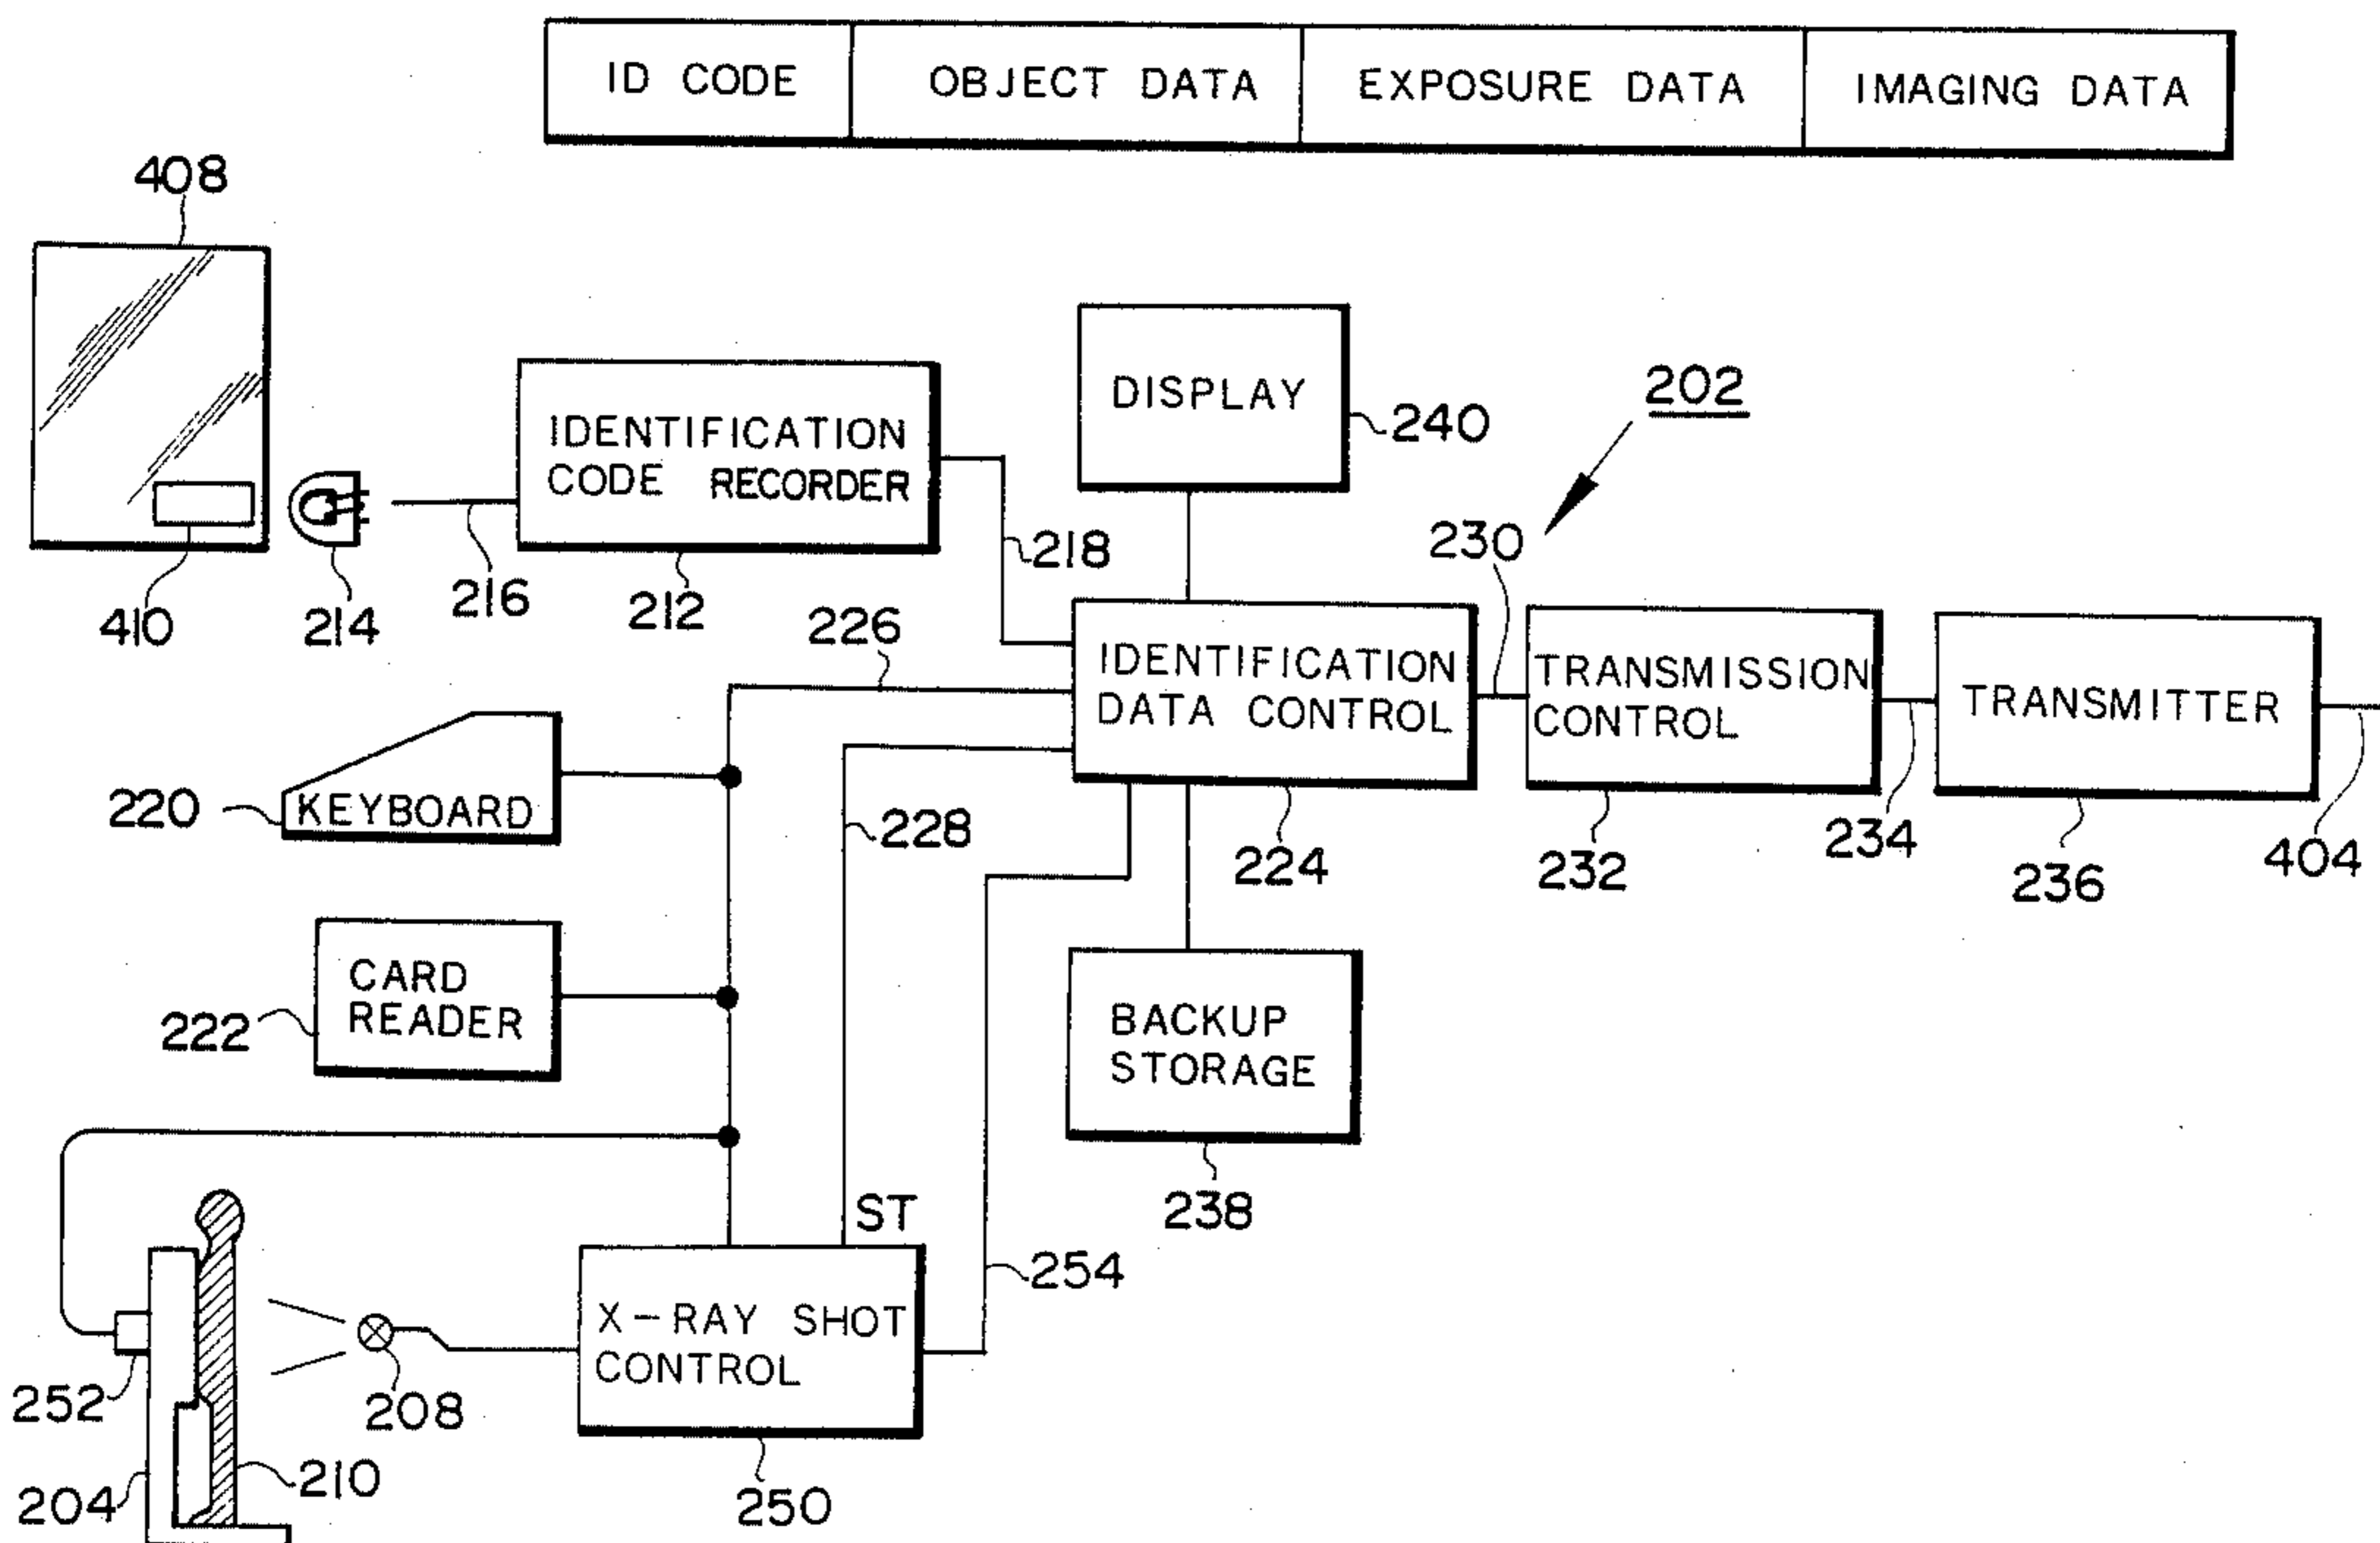 ID CODE OBJECT DATA EXPOSURE DATA IMAGING DATA
408
IDENTIFICATION
CODE RECORDER
DISPLAY
202
240
218
230
410
214
216
212
226
IDENTIFICATION
DATA CONTROL
TRANSMISSION
CONTROL
TRANSMITTER
220
KEYBOARD
228
224
232
234
236
404
CARD
READER
222
BACKUP
STORAGE
238
ST
254
X-RAY SHOT
CONTROL
252
208
204
210
250